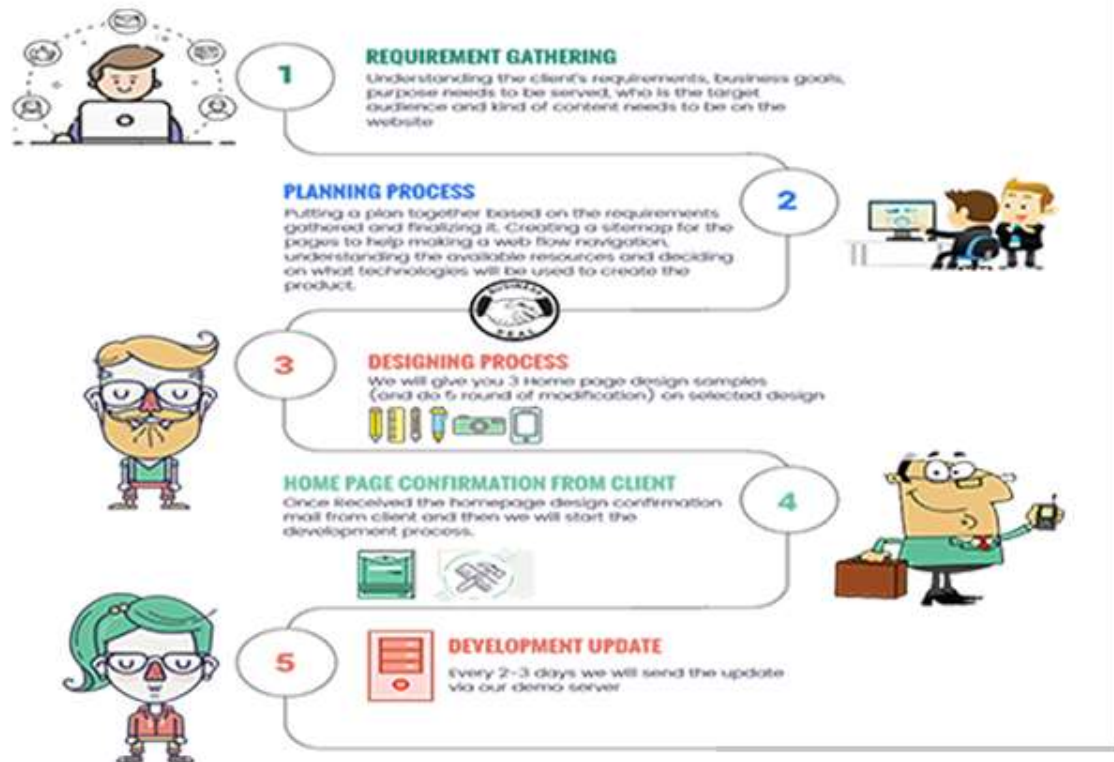 1
REQUIREMENT GATHERING
Understanding the client's requirements, business goals,
purpose needs to be served, who is the target
audience and kind of content needs to be on the
website
2
PLANNING PROCESS
Putting a plan together based on the requirements
gathered and finalizing it. Creating a sitemap for the
pages to help making a web flow navigation,
understanding the available resources and deciding
on what technologies will be used to create the
product.
BUSINESS
DEAL
3
DESIGNING PROCESS
We will give you 3 Home page design samples
(and do 5 round of modification) on selected design
HOME PAGE CONFIRMATION FROM CLIENT
4
Once Received the homepage design confirmation
mail from client and then we will start the
development process.
5
DEVELOPMENT UPDATE
Every 2-3 days we will send the update
via our demo server